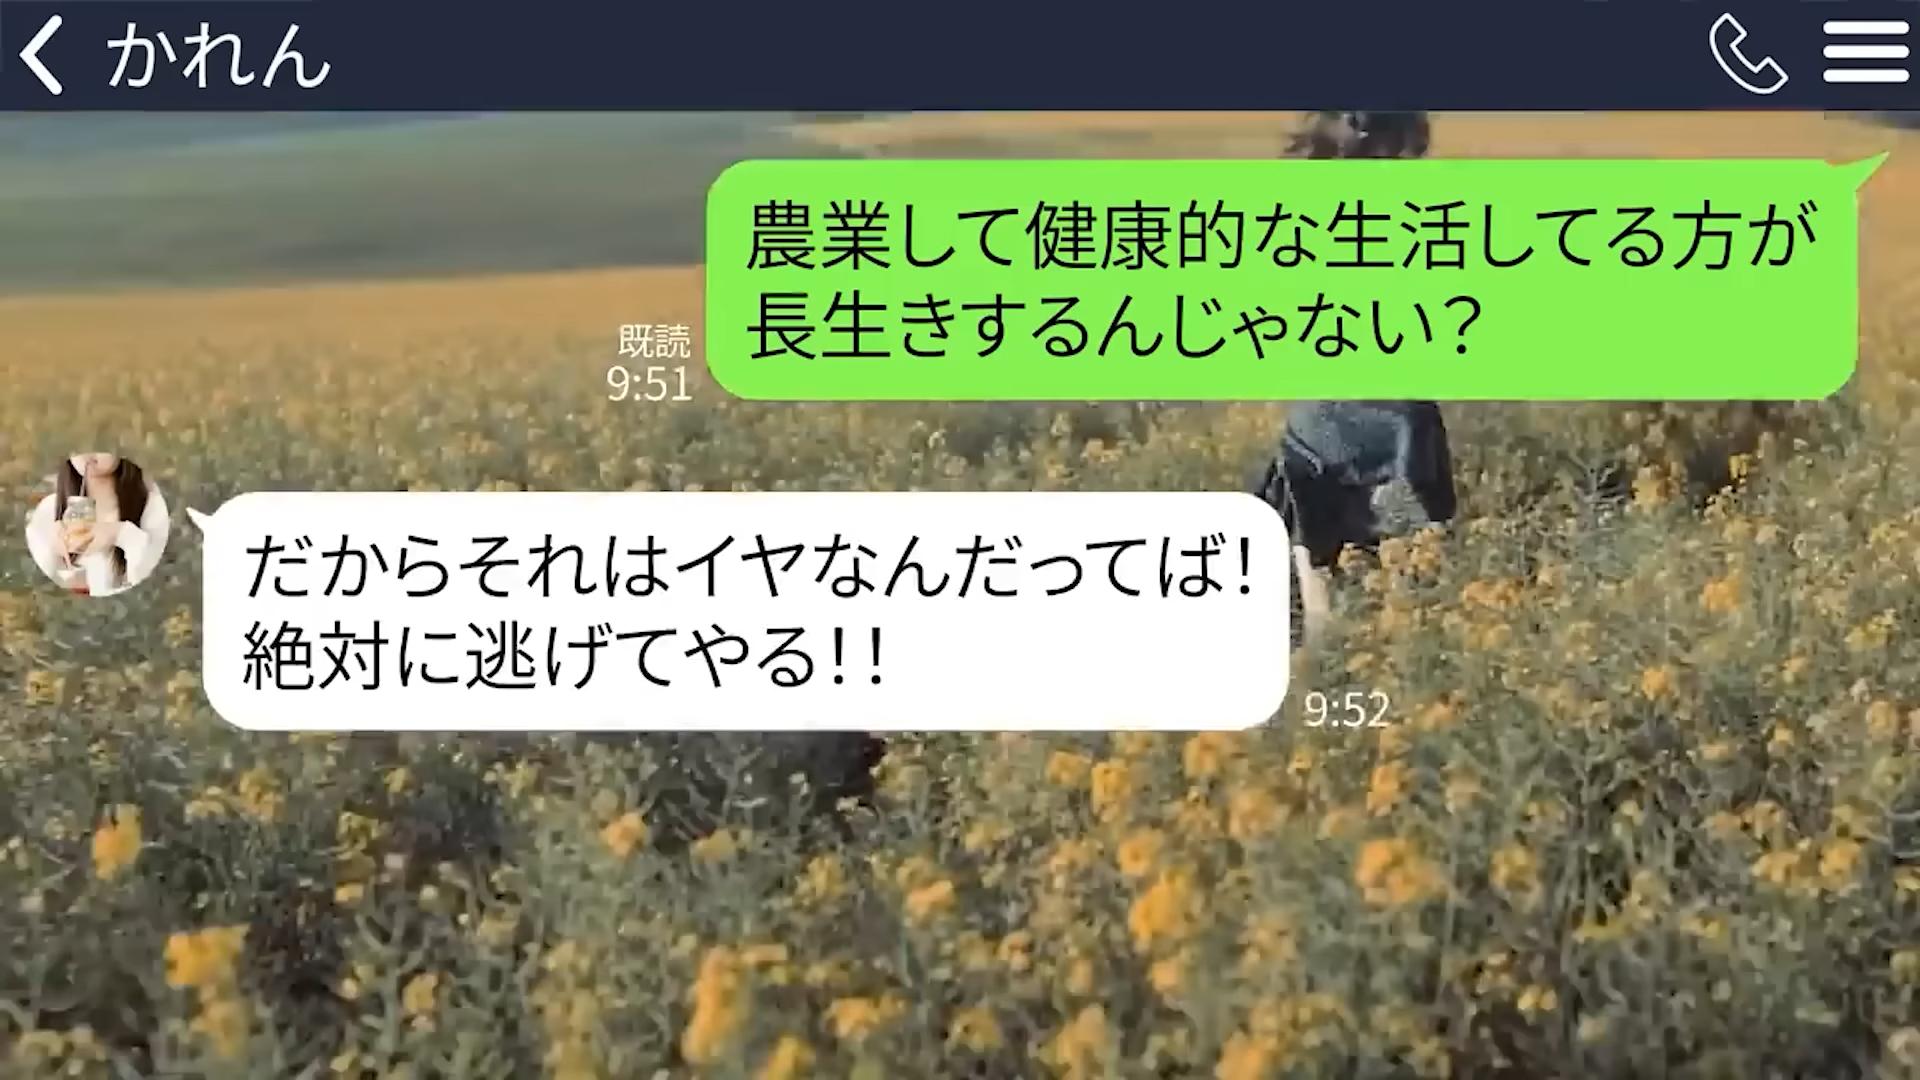 かれん
農業して健康的な生活してる方が
長生きするんじゃない？
既読
9:51
だからそれはイヤなんだってば！
絶対に逃げてやる！！
9:52